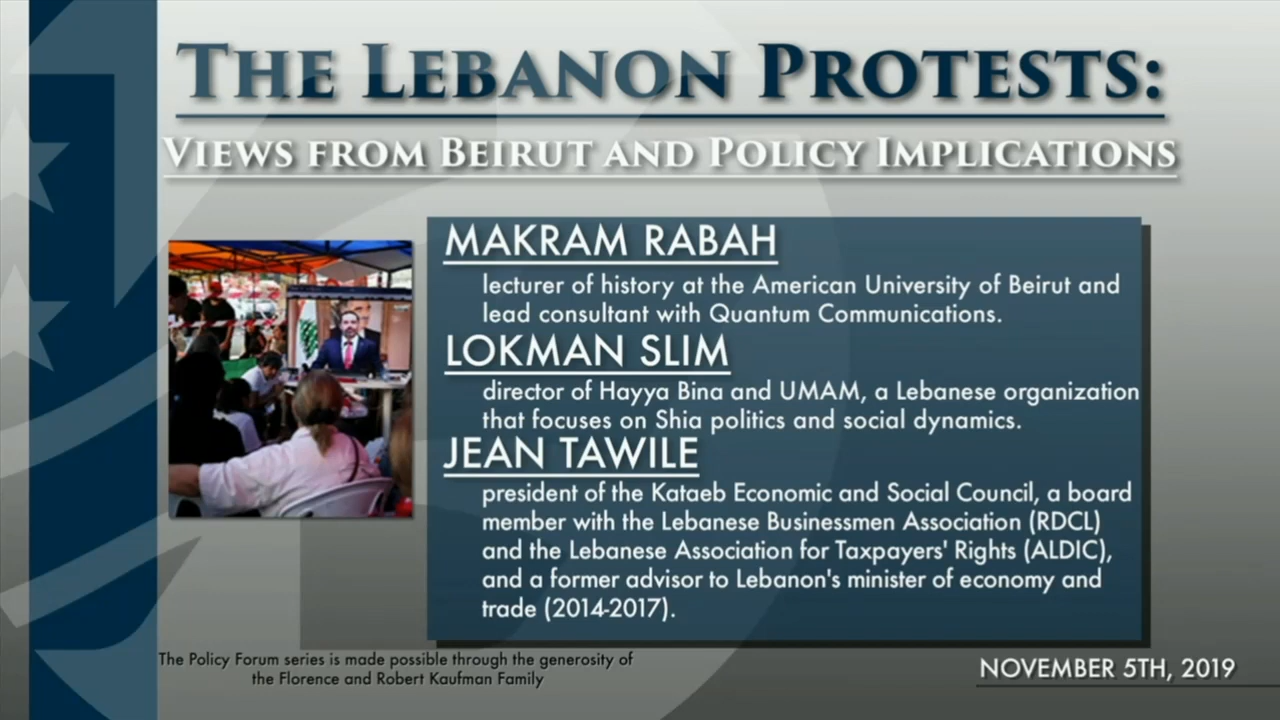 THE LEBANON PROTESTS:
VIEWS FROM BEIRUT AND POLICY IMPLICATIONS
MAKRAM RABAH
lecturer of history at the American University of Beirut and
lead consultant with Quantum Communications.
LOKMAN SLIM
director of Hayya Bina and UMAM, a Lebanese organization
that focuses on Shia politics and social dynamics.
JEAN TAWILE
president of the Kataeb Economic and Social Council, a board
member with the Lebanese Businessmen Association (RDCL)
and the Lebanese Association for Taxpayers' Rights (ALDIC),
and a former advisor to Lebanon's minister of economy and
trade (2014-2017).
The Policy Forum series is made possible through the generosity of
the Florence and Robert Kaufman Family
NOVEMBER 5TH, 2019